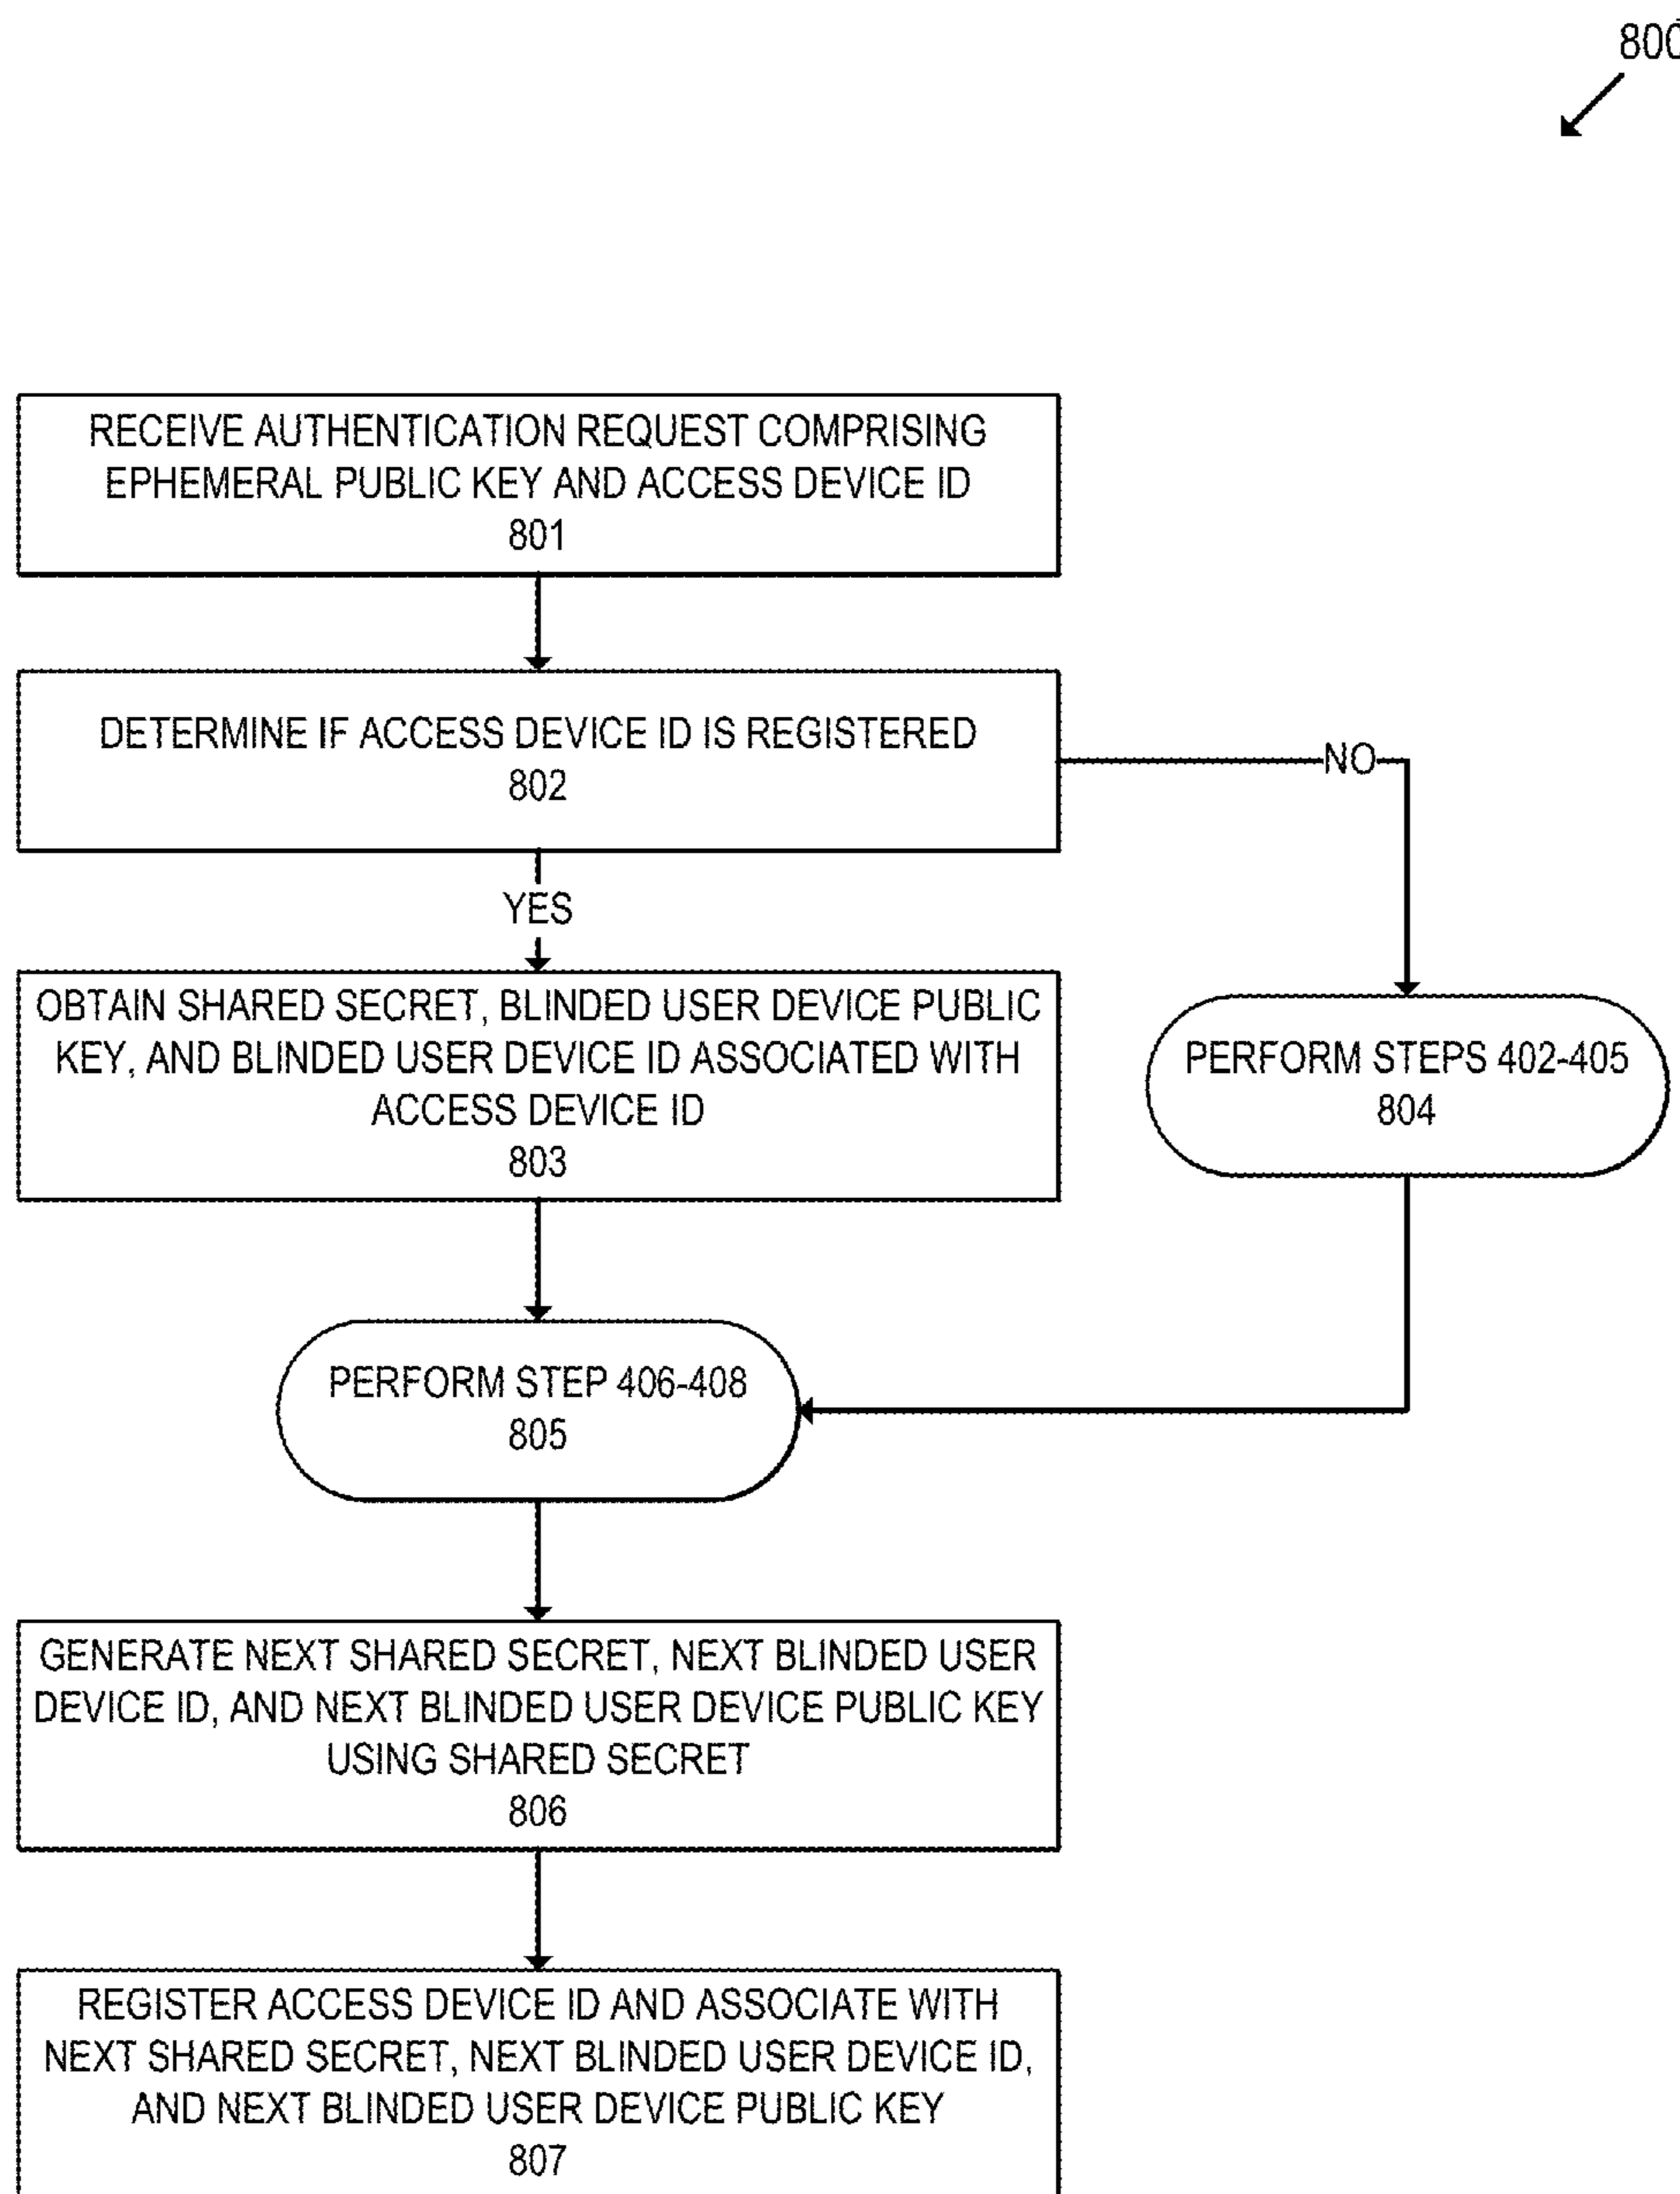 800
RECEIVE AUTHENTICATION REQUEST COMPRISING
EPHEMERAL PUBLIC KEY AND ACCESS DEVICE ID
801
DETERMINE IF ACCESS DEVICE ID IS REGISTERED
802
NO
YES
OBTAIN SHARED SECRET, BLINDED USER DEVICE PUBLIC
KEY, AND BLINDED USER DEVICE ID ASSOCIATED WITH
ACCESS DEVICE ID
803
PERFORM STEPS 402-405
804
PERFORM STEP 406-408
805
GENERATE NEXT SHARED SECRET, NEXT BLINDED USER
DEVICE ID, AND NEXT BLINDED USER DEVICE PUBLIC KEY
USING SHARED SECRET
806
REGISTER ACCESS DEVICE ID AND ASSOCIATE WITH
NEXT SHARED SECRET, NEXT BLINDED USER DEVICE ID,
AND NEXT BLINDED USER DEVICE PUBLIC KEY
807